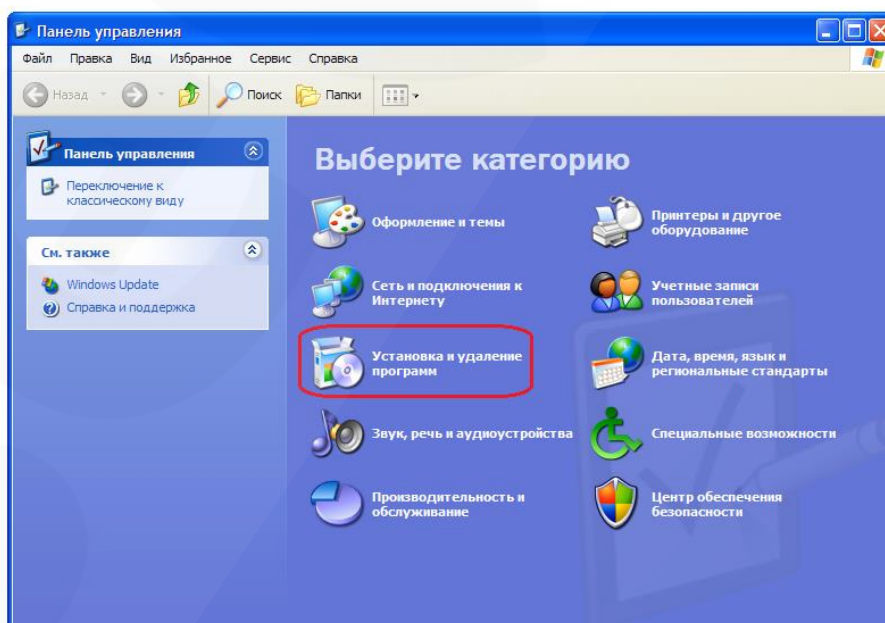 Панель управления
Файл Правка Вид Избранное Сервис Справка
Назад Поиск Папки
Панель управления
Переключение к
классическому виду
См. также
Windows Update
Справка и поддержка
Выберите категорию
Оформление и темы
Принтеры и другое
оборудование
Сеть и подключения к
Интернету
Учетные записи
пользователей
Установка и удаление
программ
Дата, время, язык и
региональные стандарты
Звук, речь и аудиоустройства
Специальные возможности
Производительность и
обслуживание
Центр обеспечения
безопасности